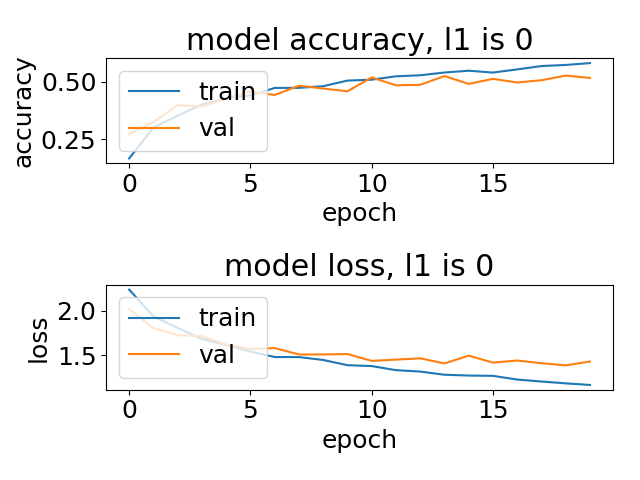 model accuracy, l1 is 0
accuracy
0.50
0.25
train
val
0 5 10 15
epoch
model loss, l1 is 0
loss
2.0
1.5
train
val
0 5 10 15
epoch